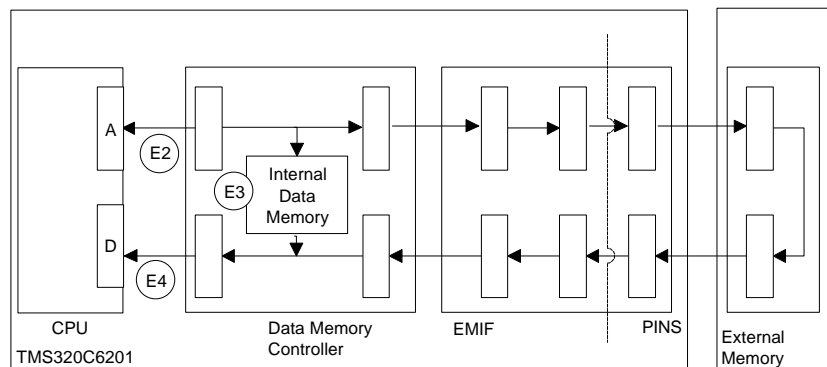 A
E2
E3
Internal
Data
Memory
D
E4
CPU
Data Memory
Controller
EMIF
PINS
External
Memory
TMS320C6201